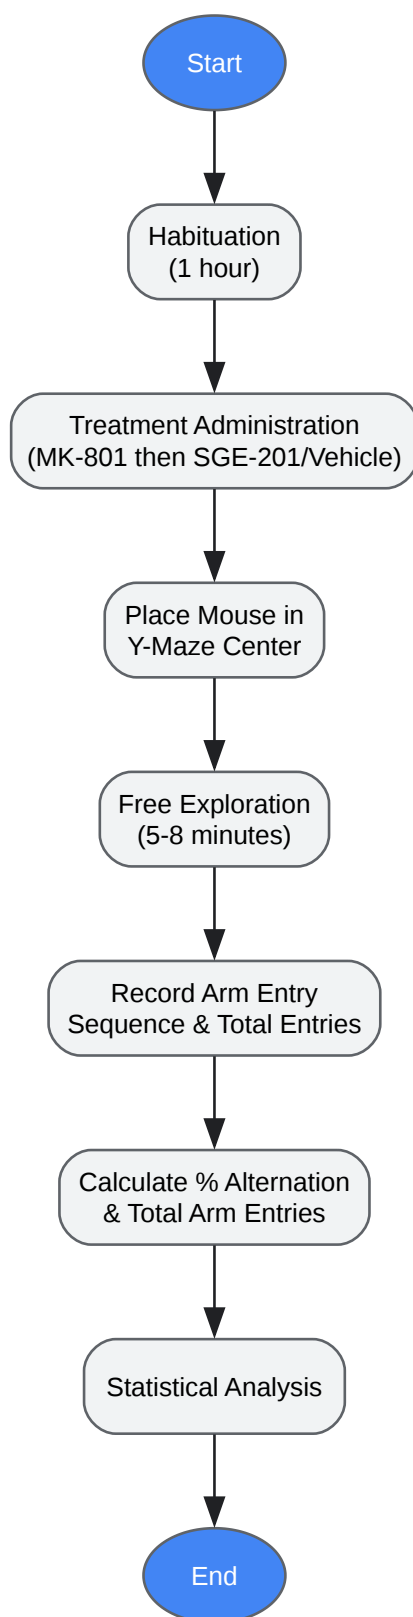 Start
Habituation
(1 hour)
Treatment Administration
(MK-801 then SGE-201/Vehicle)
Place Mouse in
Y-Maze Center
Free Exploration
(5-8 minutes)
Record Arm Entry
Sequence & Total Entries
Calculate % Alternation
& Total Arm Entries
Statistical Analysis
End